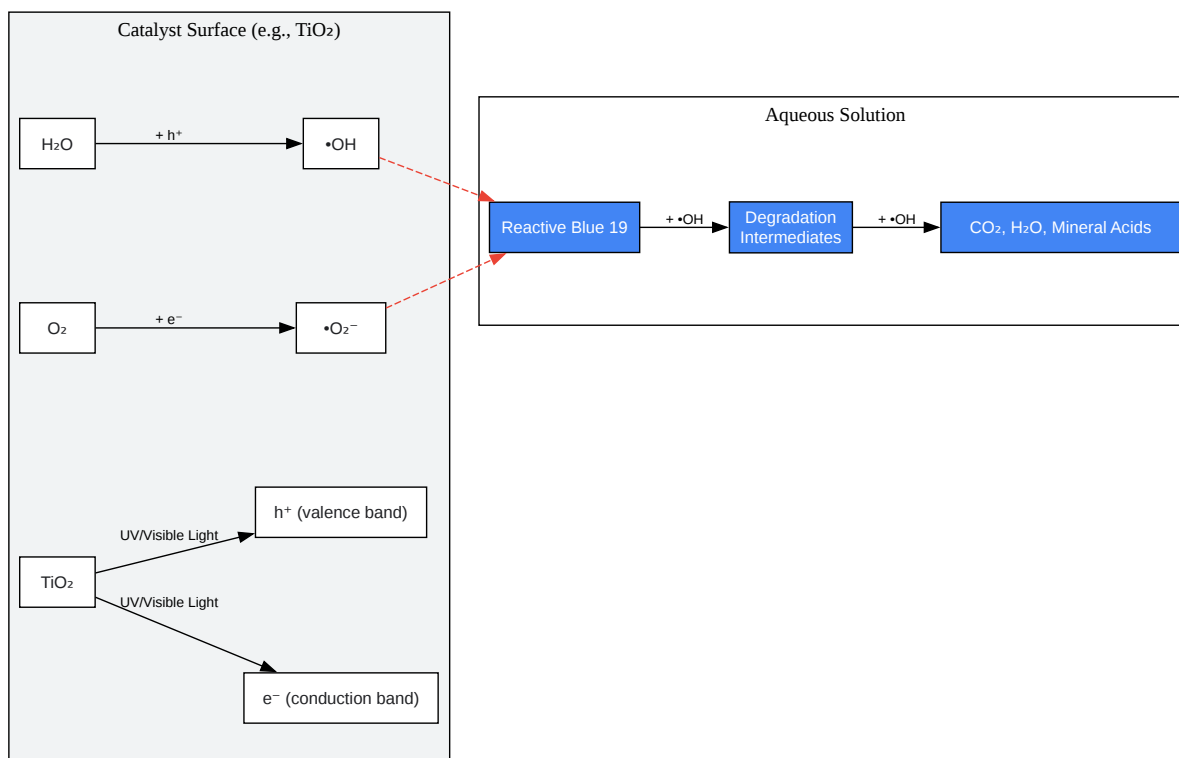 Catalyst Surface (e.g., TiO₂)
H₂O
+ h⁺
•OH
O₂
+ e⁻
•O₂⁻
TiO₂
UV/Visible Light
h⁺ (valence band)
UV/Visible Light
e⁻ (conduction band)
Aqueous Solution
Reactive Blue 19
+ •OH
Degradation
Intermediates
+ •OH
CO₂, H₂O, Mineral Acids